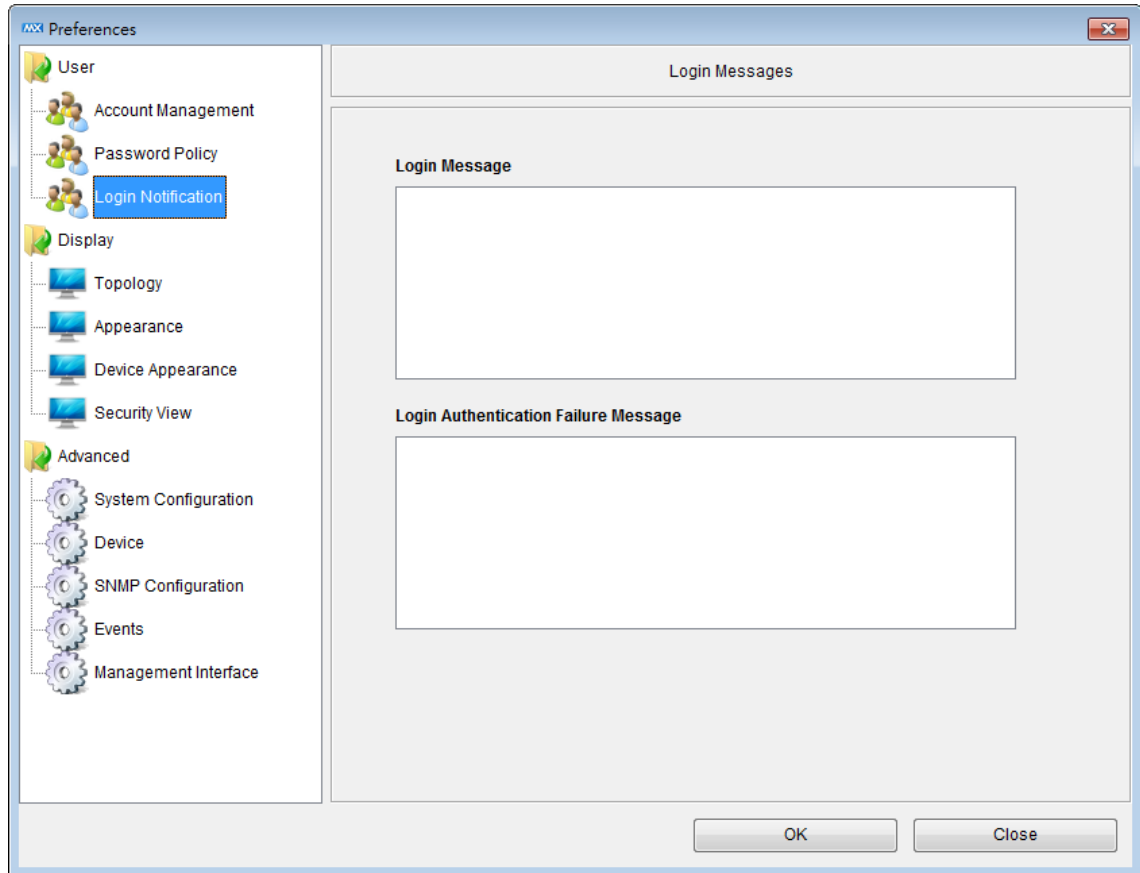 MX Preferences
User
Account Management
Password Policy
Login Notification
Display
Topology
Appearance
Device Appearance
Security View
Advanced
System Configuration
Device
SNMP Configuration
Events
Management Interface
Login Messages
Login Message
Login Authentication Failure Message
OK
Close